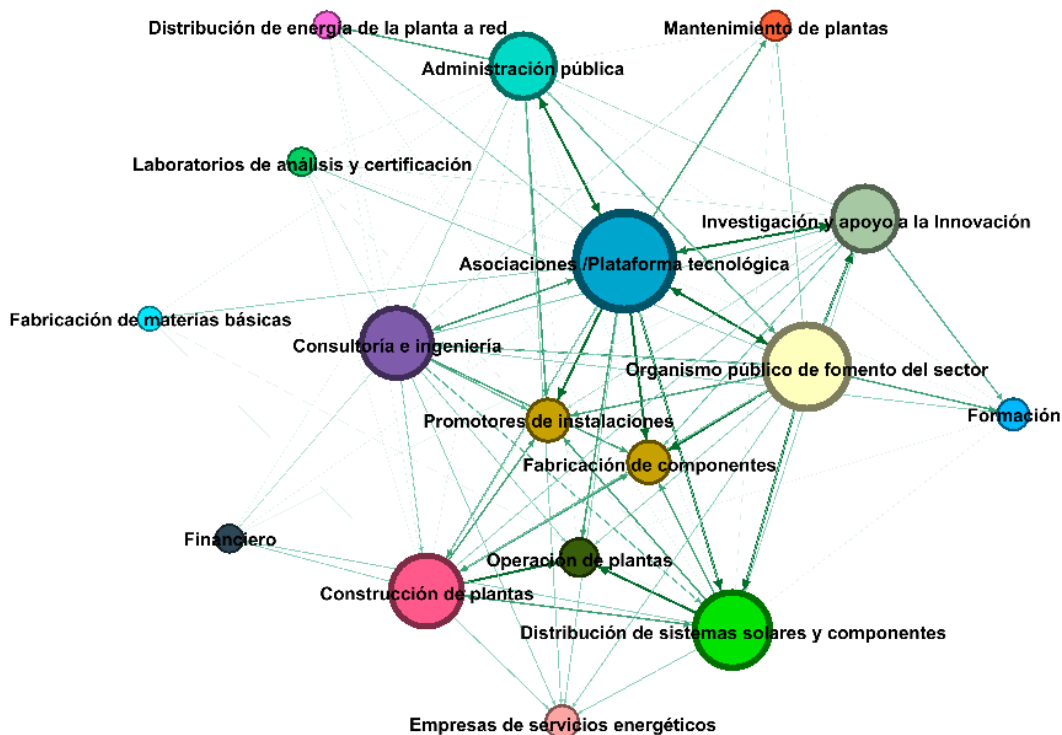 Distribución de energía de la planta a red
Mantenimiento de plantas
Administración pública
Laboratorios de análisis y certificación
Investigación y apoyo a la Innovación
Asociaciones /Plataforma tecnológica
Fabricación de materias básicas
Consultoría e ingeniería
Organismo público de fomento del sector
Formación
Promotores de instalaciones
Fabricación de componentes
Financiero
Operación de plantas
Construcción de plantas
Distribución de sistemas solares y componentes
Empresas de servicios energéticos